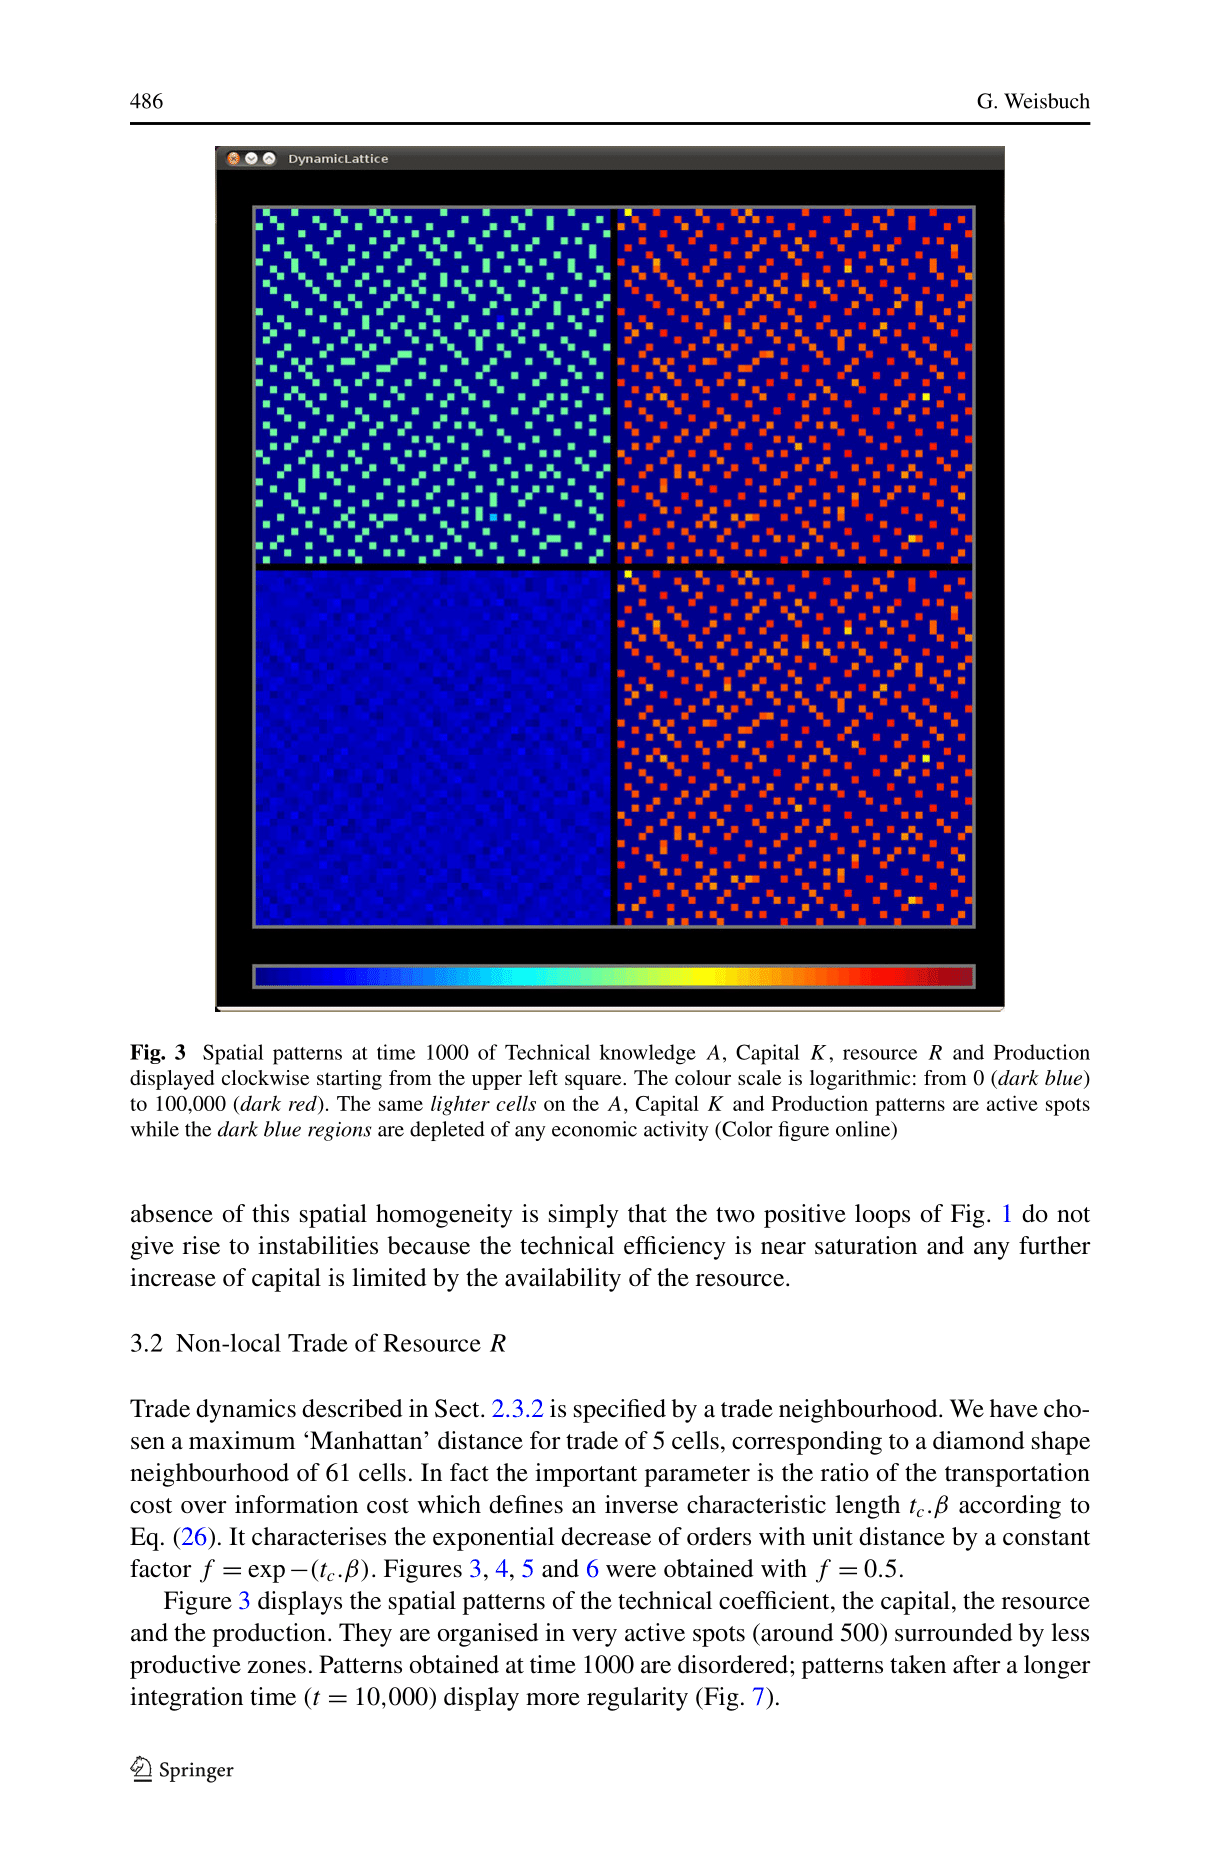 486
G. Weisbuch
DynamicLattice
Fig. 3 Spatial patterns at time 1000 of Technical knowledge A, Capital K, resource R and Production
displayed clockwise starting from the upper left square. The colour scale is logarithmic: from 0 (dark blue)
to 100,000 (dark red). The same lighter cells on the A, Capital K and Production patterns are active spots
while the dark blue regions are depleted of any economic activity (Color figure online)
absence of this spatial homogeneity is simply that the two positive loops of Fig. 1 do not
give rise to instabilities because the technical efficiency is near saturation and any further
increase of capital is limited by the availability of the resource.
3.2 Non-local Trade of Resource R
Trade dynamics described in Sect. 2.3.2 is specified by a trade neighbourhood. We have cho-
sen a maximum ‘Manhattan’ distance for trade of 5 cells, corresponding to a diamond shape
neighbourhood of 61 cells. In fact the important parameter is the ratio of the transportation
cost over information cost which defines an inverse characteristic length t_c.β according to
Eq. (26). It characterises the exponential decrease of orders with unit distance by a constant
factor f = exp −(t_c.β). Figures 3, 4, 5 and 6 were obtained with f = 0.5.
Figure 3 displays the spatial patterns of the technical coefficient, the capital, the resource
and the production. They are organised in very active spots (around 500) surrounded by less
productive zones. Patterns obtained at time 1000 are disordered; patterns taken after a longer
integration time (t = 10,000) display more regularity (Fig. 7).
Springer